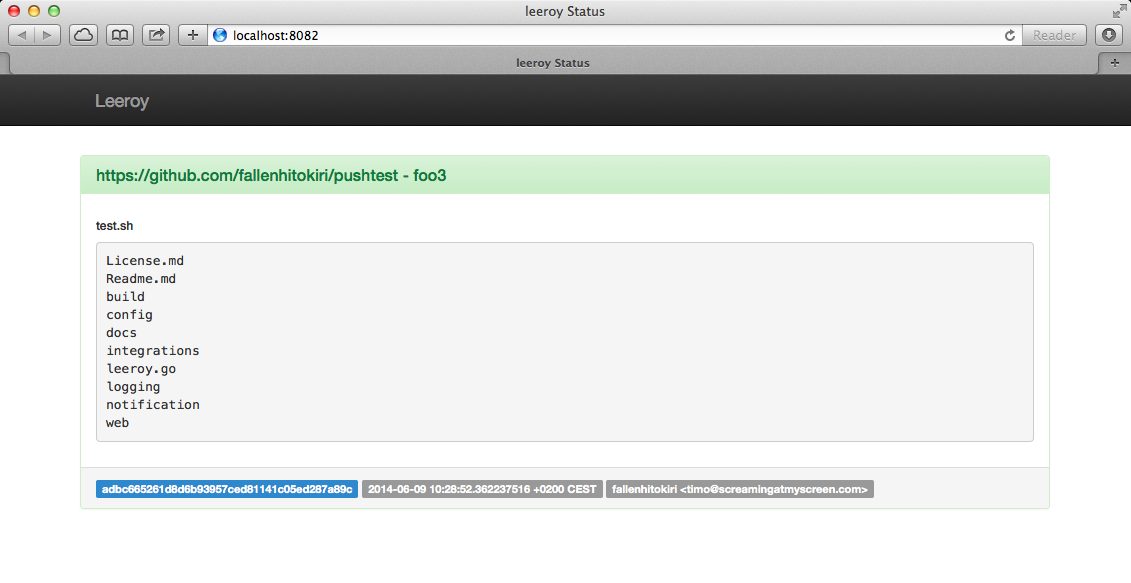 leeroy Status
localhost:8082
Reader
leeroy Status
Leeroy
https://github.com/fallenhitokiri/pushtest - foo3
test.sh
License.md
Readme.md
build
config
docs
integrations
leeroy.go
logging
notification
web
adbc665261d8d6b93957ced81141c05ed287a89c 2014-06-09 10:28:52.362237516 +0200 CEST fallenhitokiri <timo@screamingatmyscreen.com>